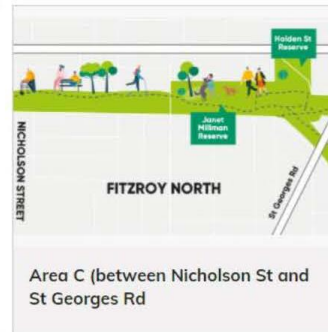 Holden St
Reserve
Janet
Millman
Reserve
NICHOLSON STREET
FITZROY NORTH
St Georges Rd
Area C (between Nicholson St and
St Georges Rd